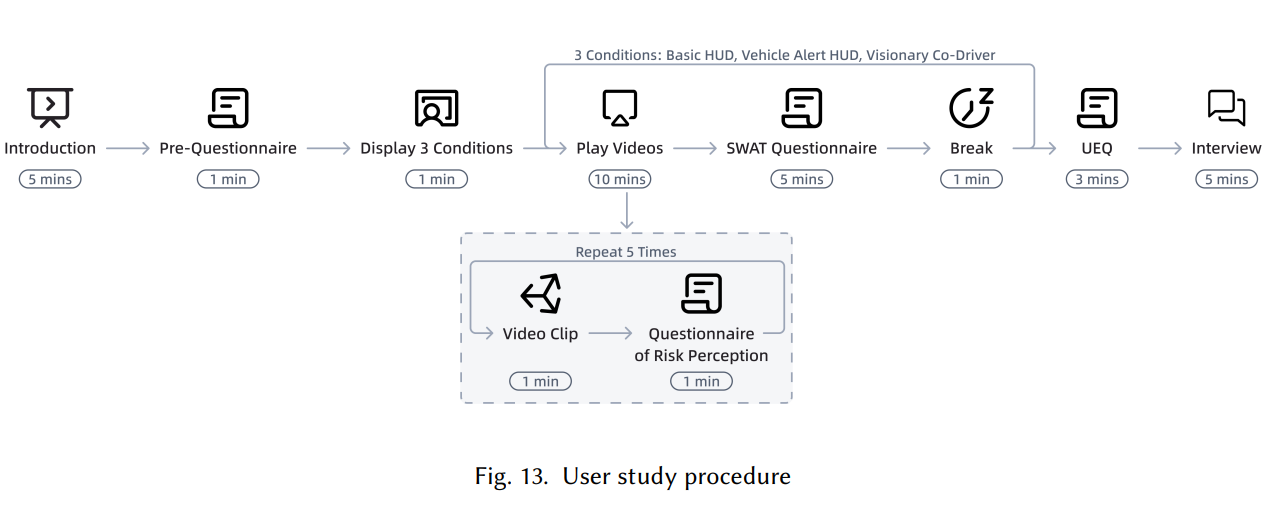 3 Conditions: Basic HUD, Vehicle Alert HUD, Visionary Co-Driver
Introduction
5 mins
Pre-Questionnaire
1 min
Display 3 Conditions
1 min
Play Videos
10 mins
SWAT Questionnaire
5 mins
Break
1 min
UEQ
3 mins
Interview
5 mins
Repeat 5 Times
Video Clip
1 min
Questionnaire
of Risk Perception
1 min
Fig. 13. User study procedure